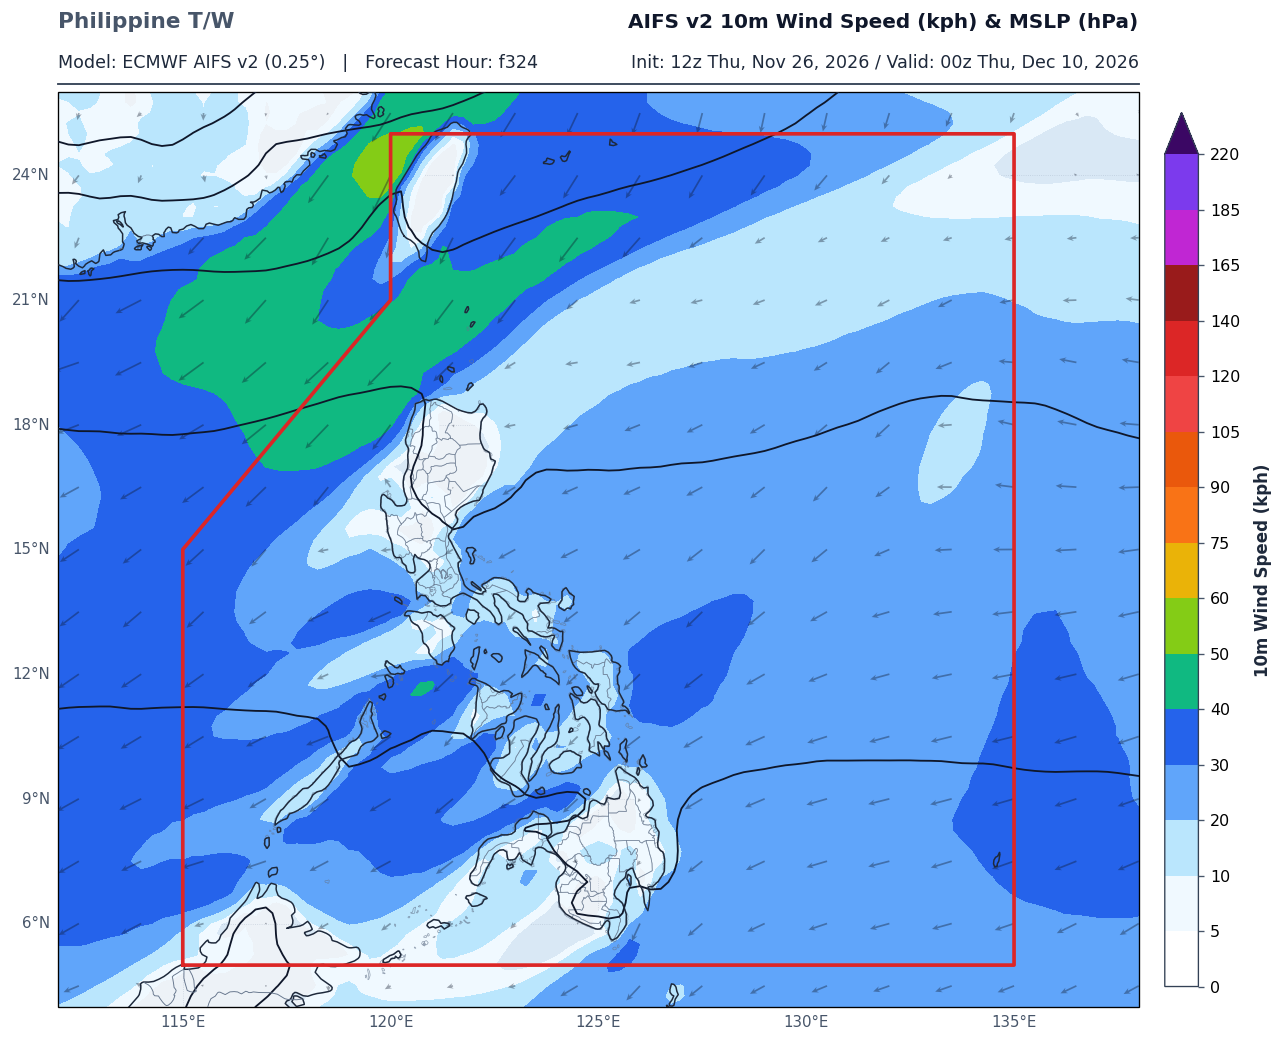 Philippine T/W
AIFS v2 10m Wind Speed (kph) & MSLP (hPa)
Model: ECMWF AIFS v2 (0.25°) | Forecast Hour: f324
Init: 12z Thu, Nov 26, 2026 / Valid: 00z Thu, Dec 10, 2026
24°N
21°N
18°N
15°N
12°N
9°N
6°N
115°E
120°E
125°E
130°E
135°E
220
185
165
140
120
105
90
75
60
50
40
30
20
10
5
0
10m Wind Speed (kph)